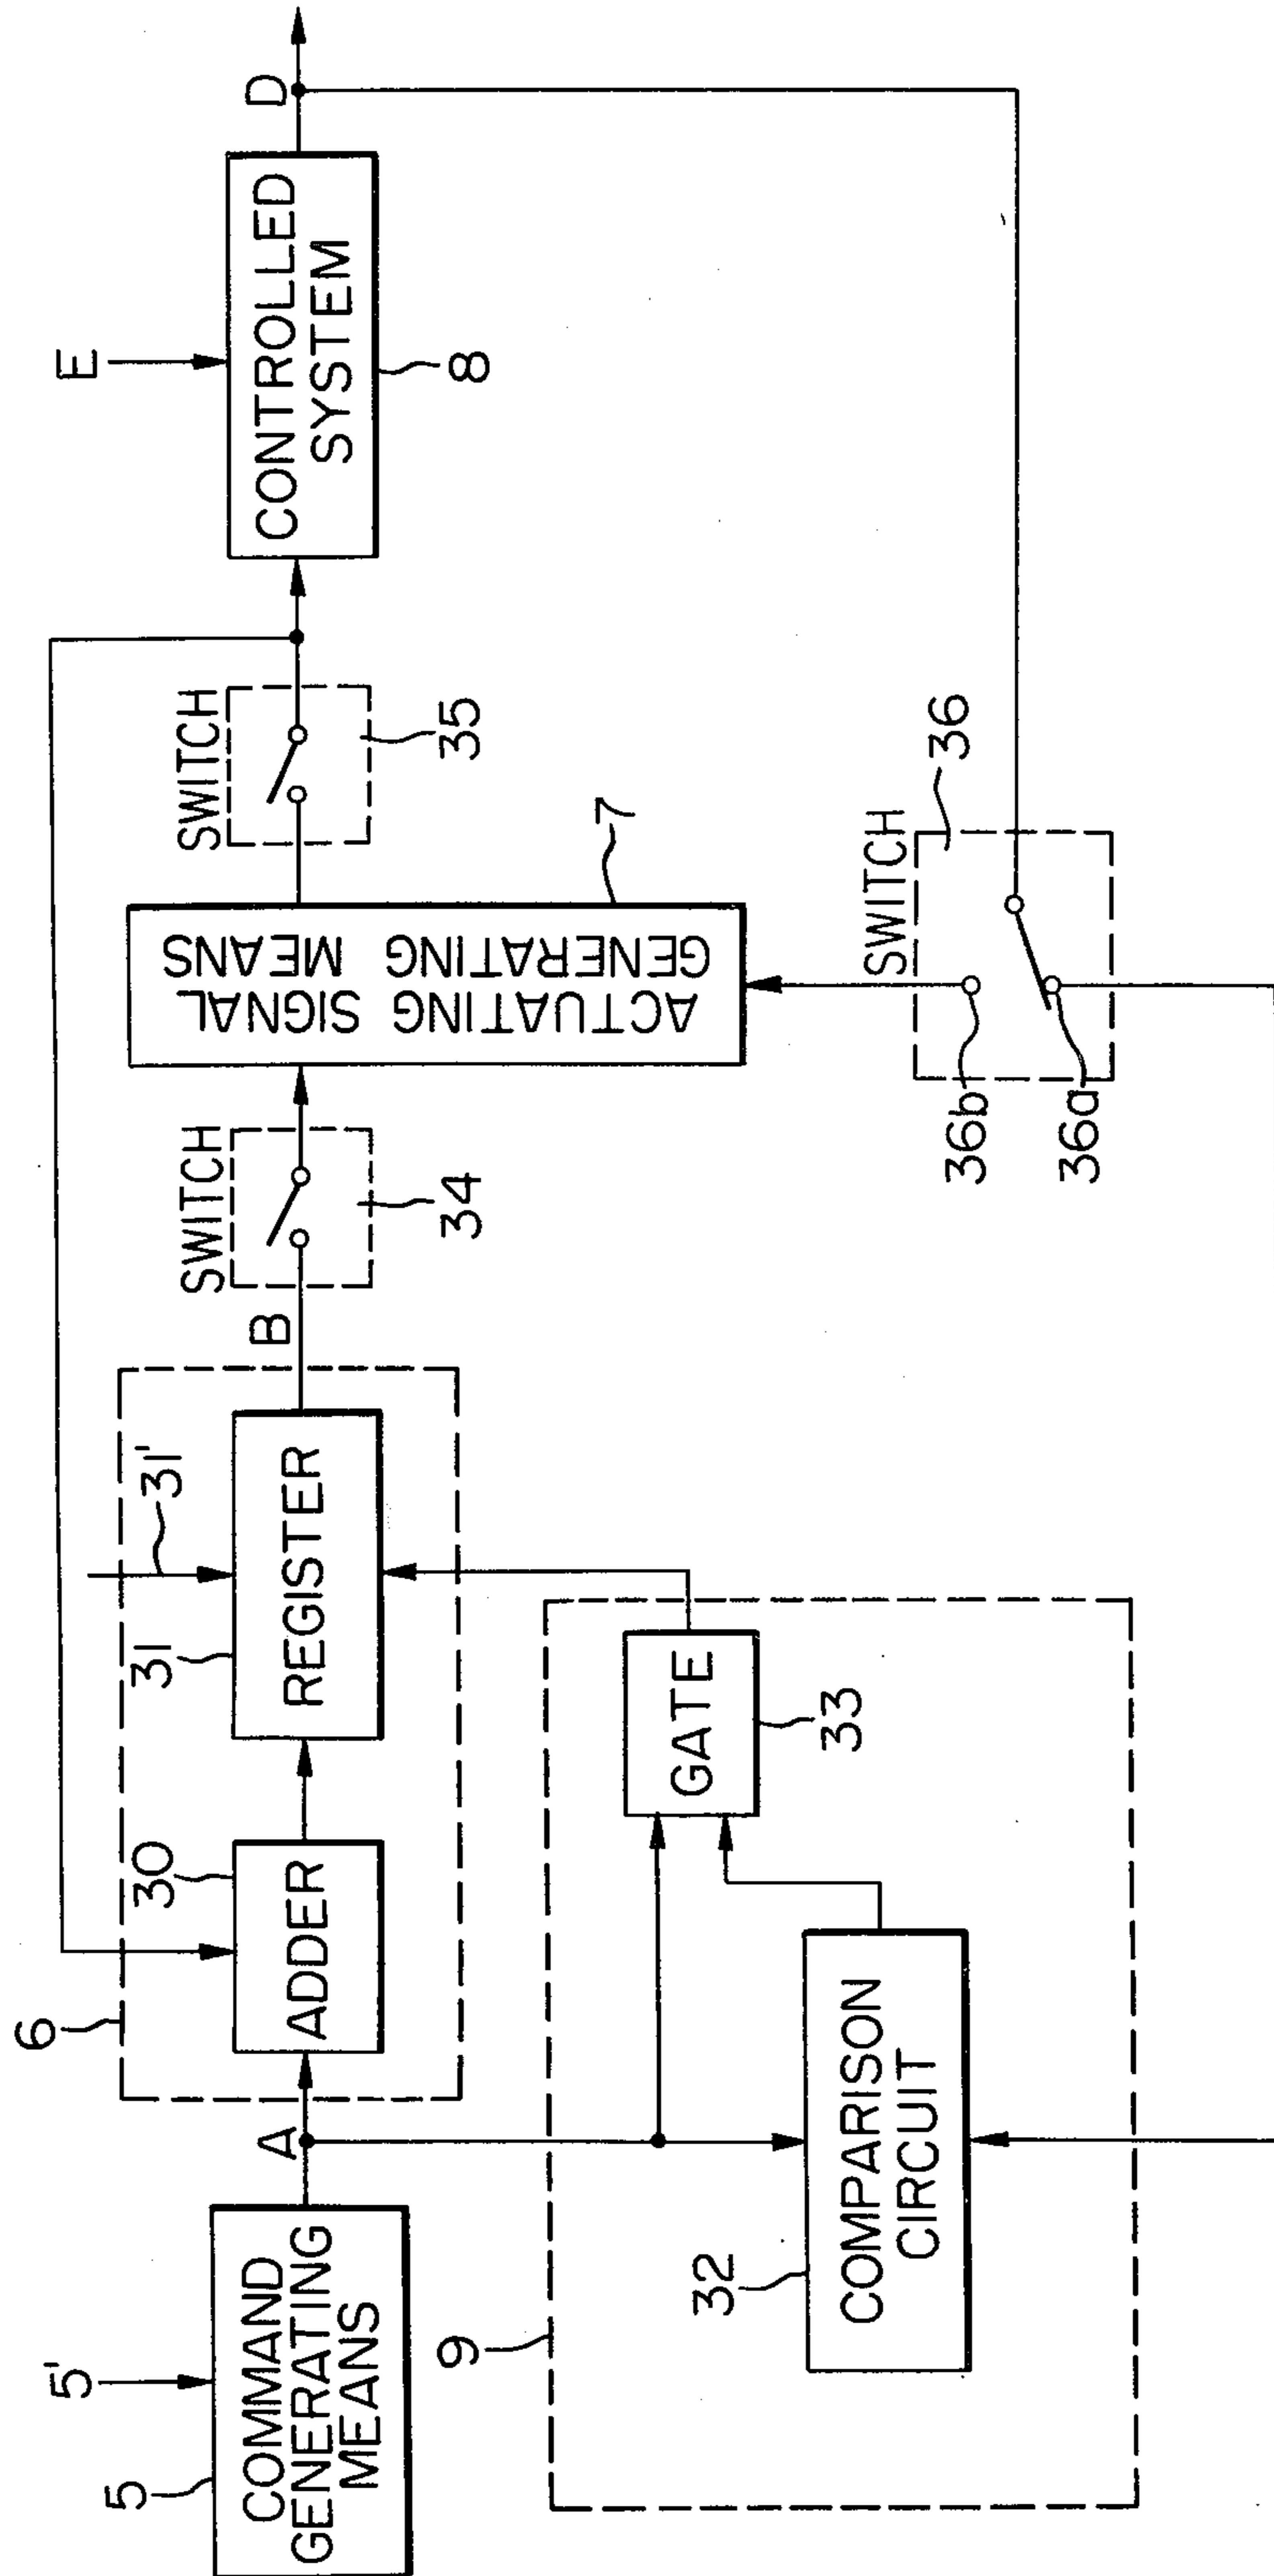 5
5'
COMMAND
GENERATING
MEANS
A
6
30
ADDER
31
31'
REGISTER
B
SWITCH
34
ACTUATING SIGNAL
GENERATING MEANS
7
SWITCH
35
E
CONTROLLED
SYSTEM
8
D
9
32
COMPARISON
CIRCUIT
GATE
33
SWITCH
36
36b
36a